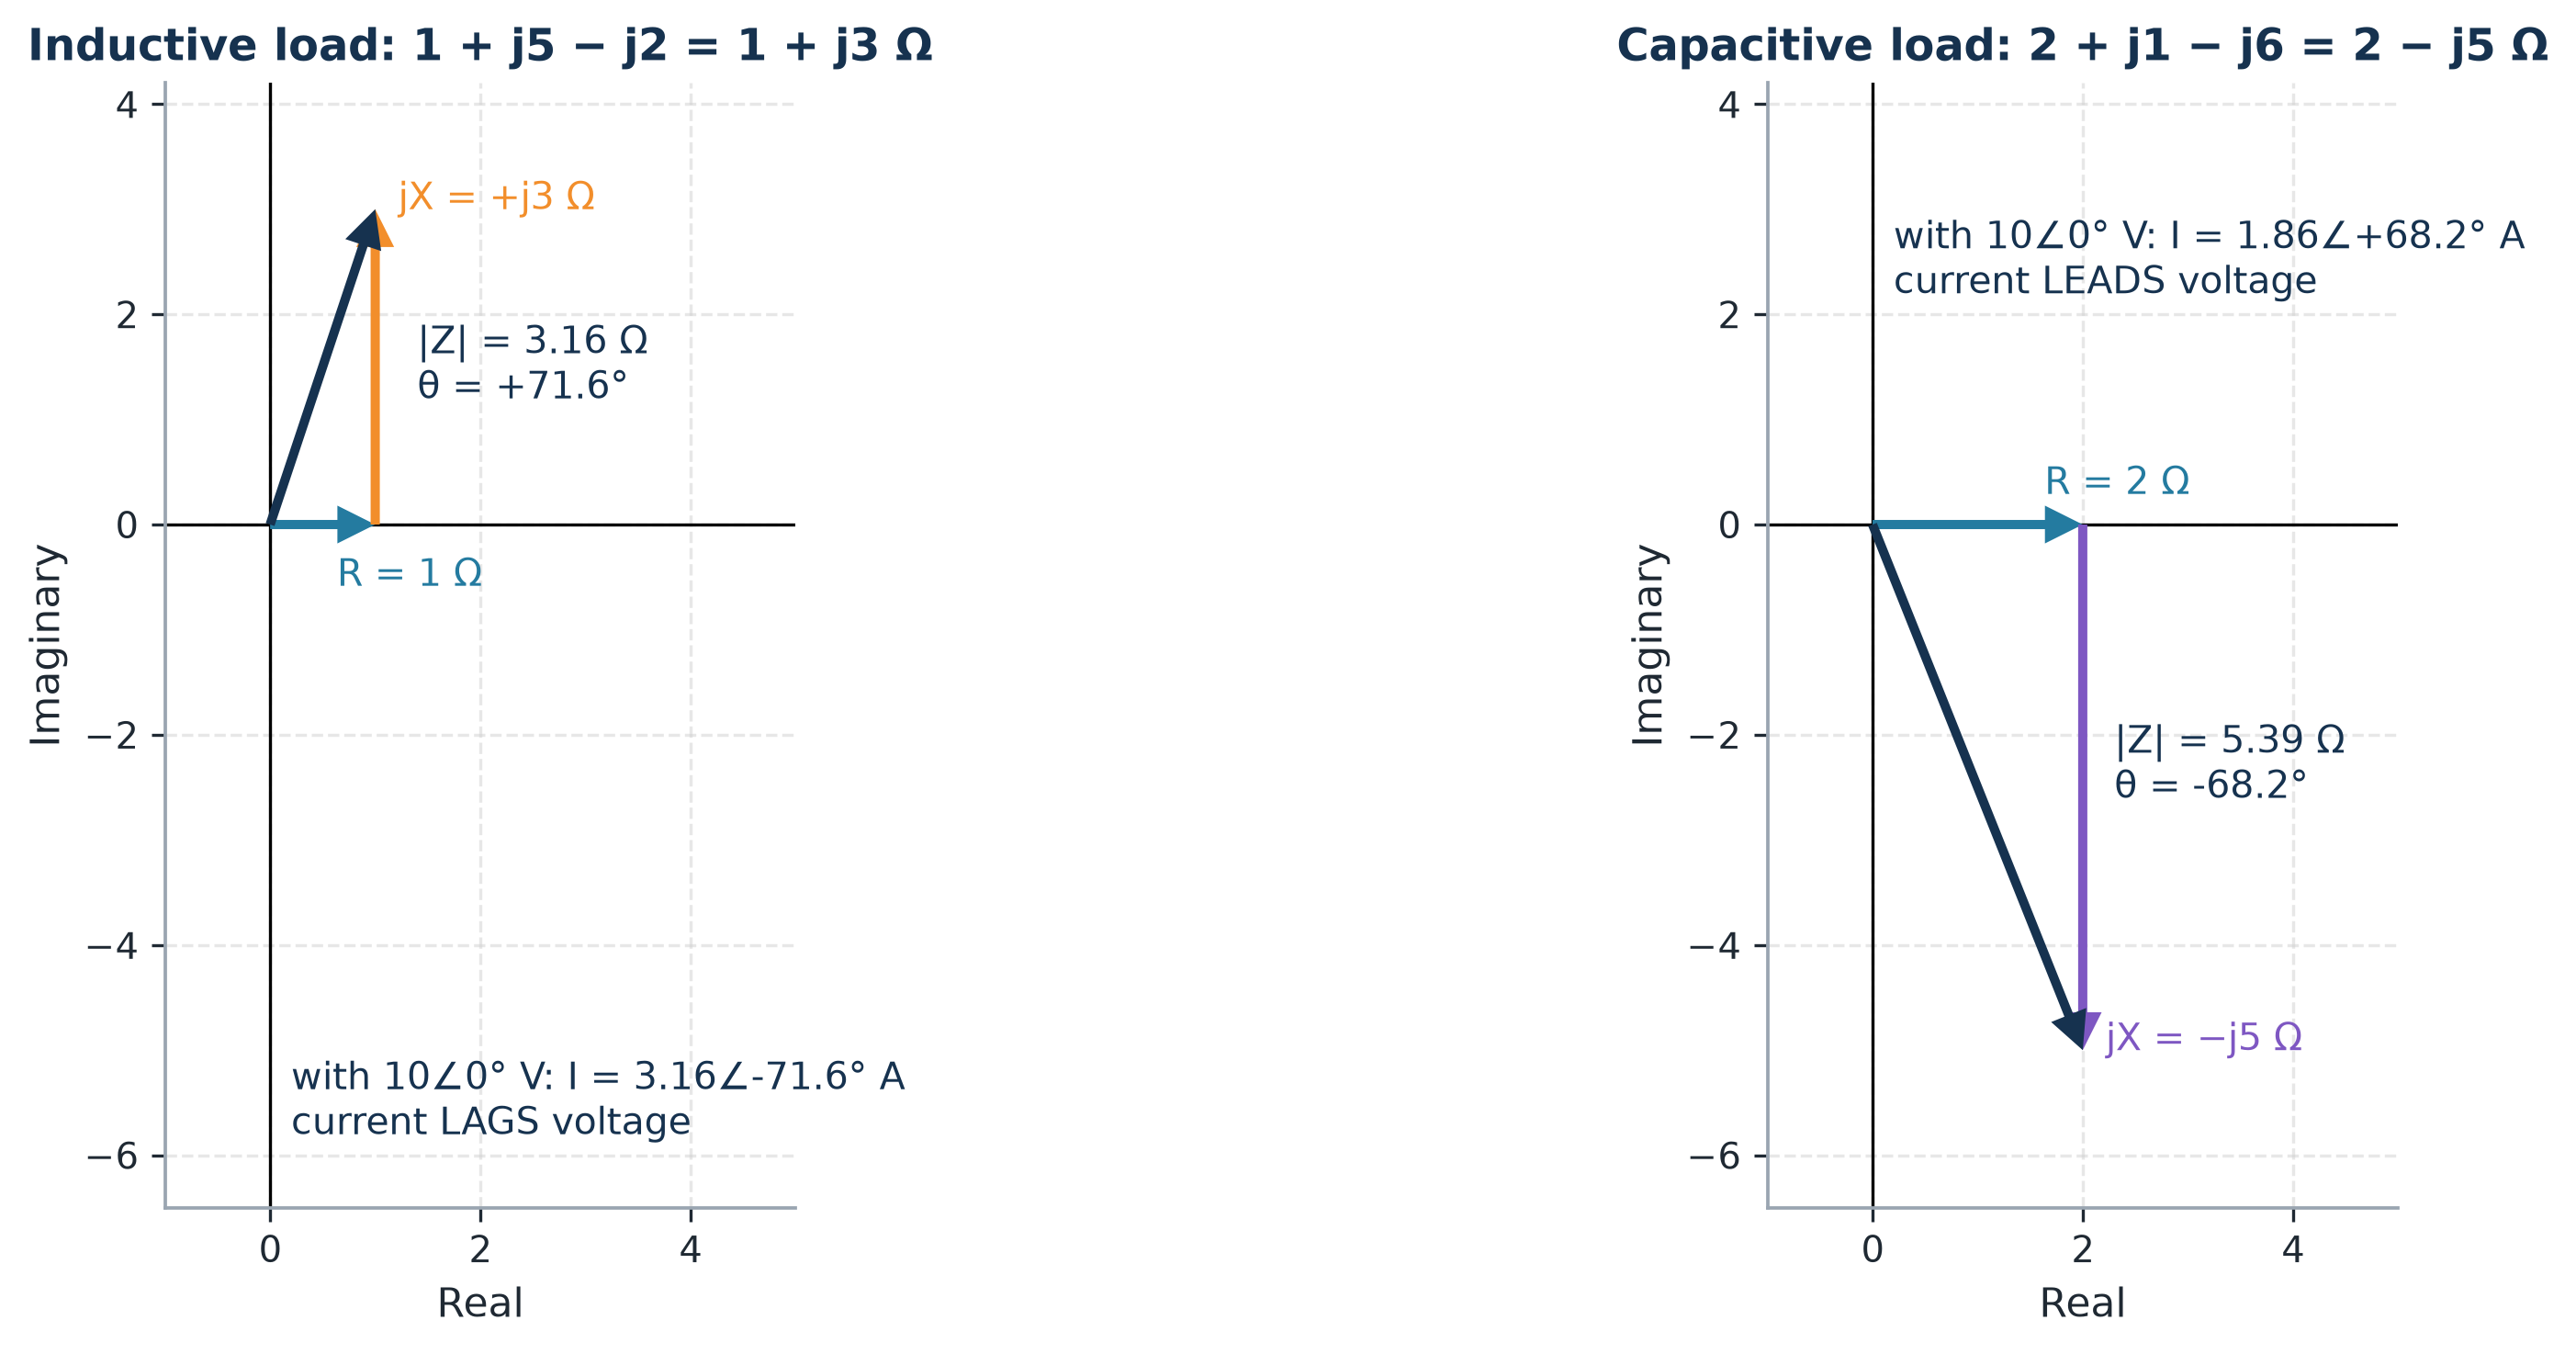 Inductive load: 1 + j5 − j2 = 1 + j3 Ω
4
2
0
−2
−4
−6
Imaginary
jX = +j3 Ω
|Z| = 3.16 Ω
θ = +71.6°
R = 1 Ω
with 10∠0° V: I = 3.16∠-71.6° A
current LAGS voltage
0
2
4
Real
Capacitive load: 2 + j1 − j6 = 2 − j5 Ω
4
2
0
−2
−4
−6
Imaginary
with 10∠0° V: I = 1.86∠+68.2° A
current LEADS voltage
R = 2 Ω
|Z| = 5.39 Ω
θ = -68.2°
jX = −j5 Ω
0
2
4
Real